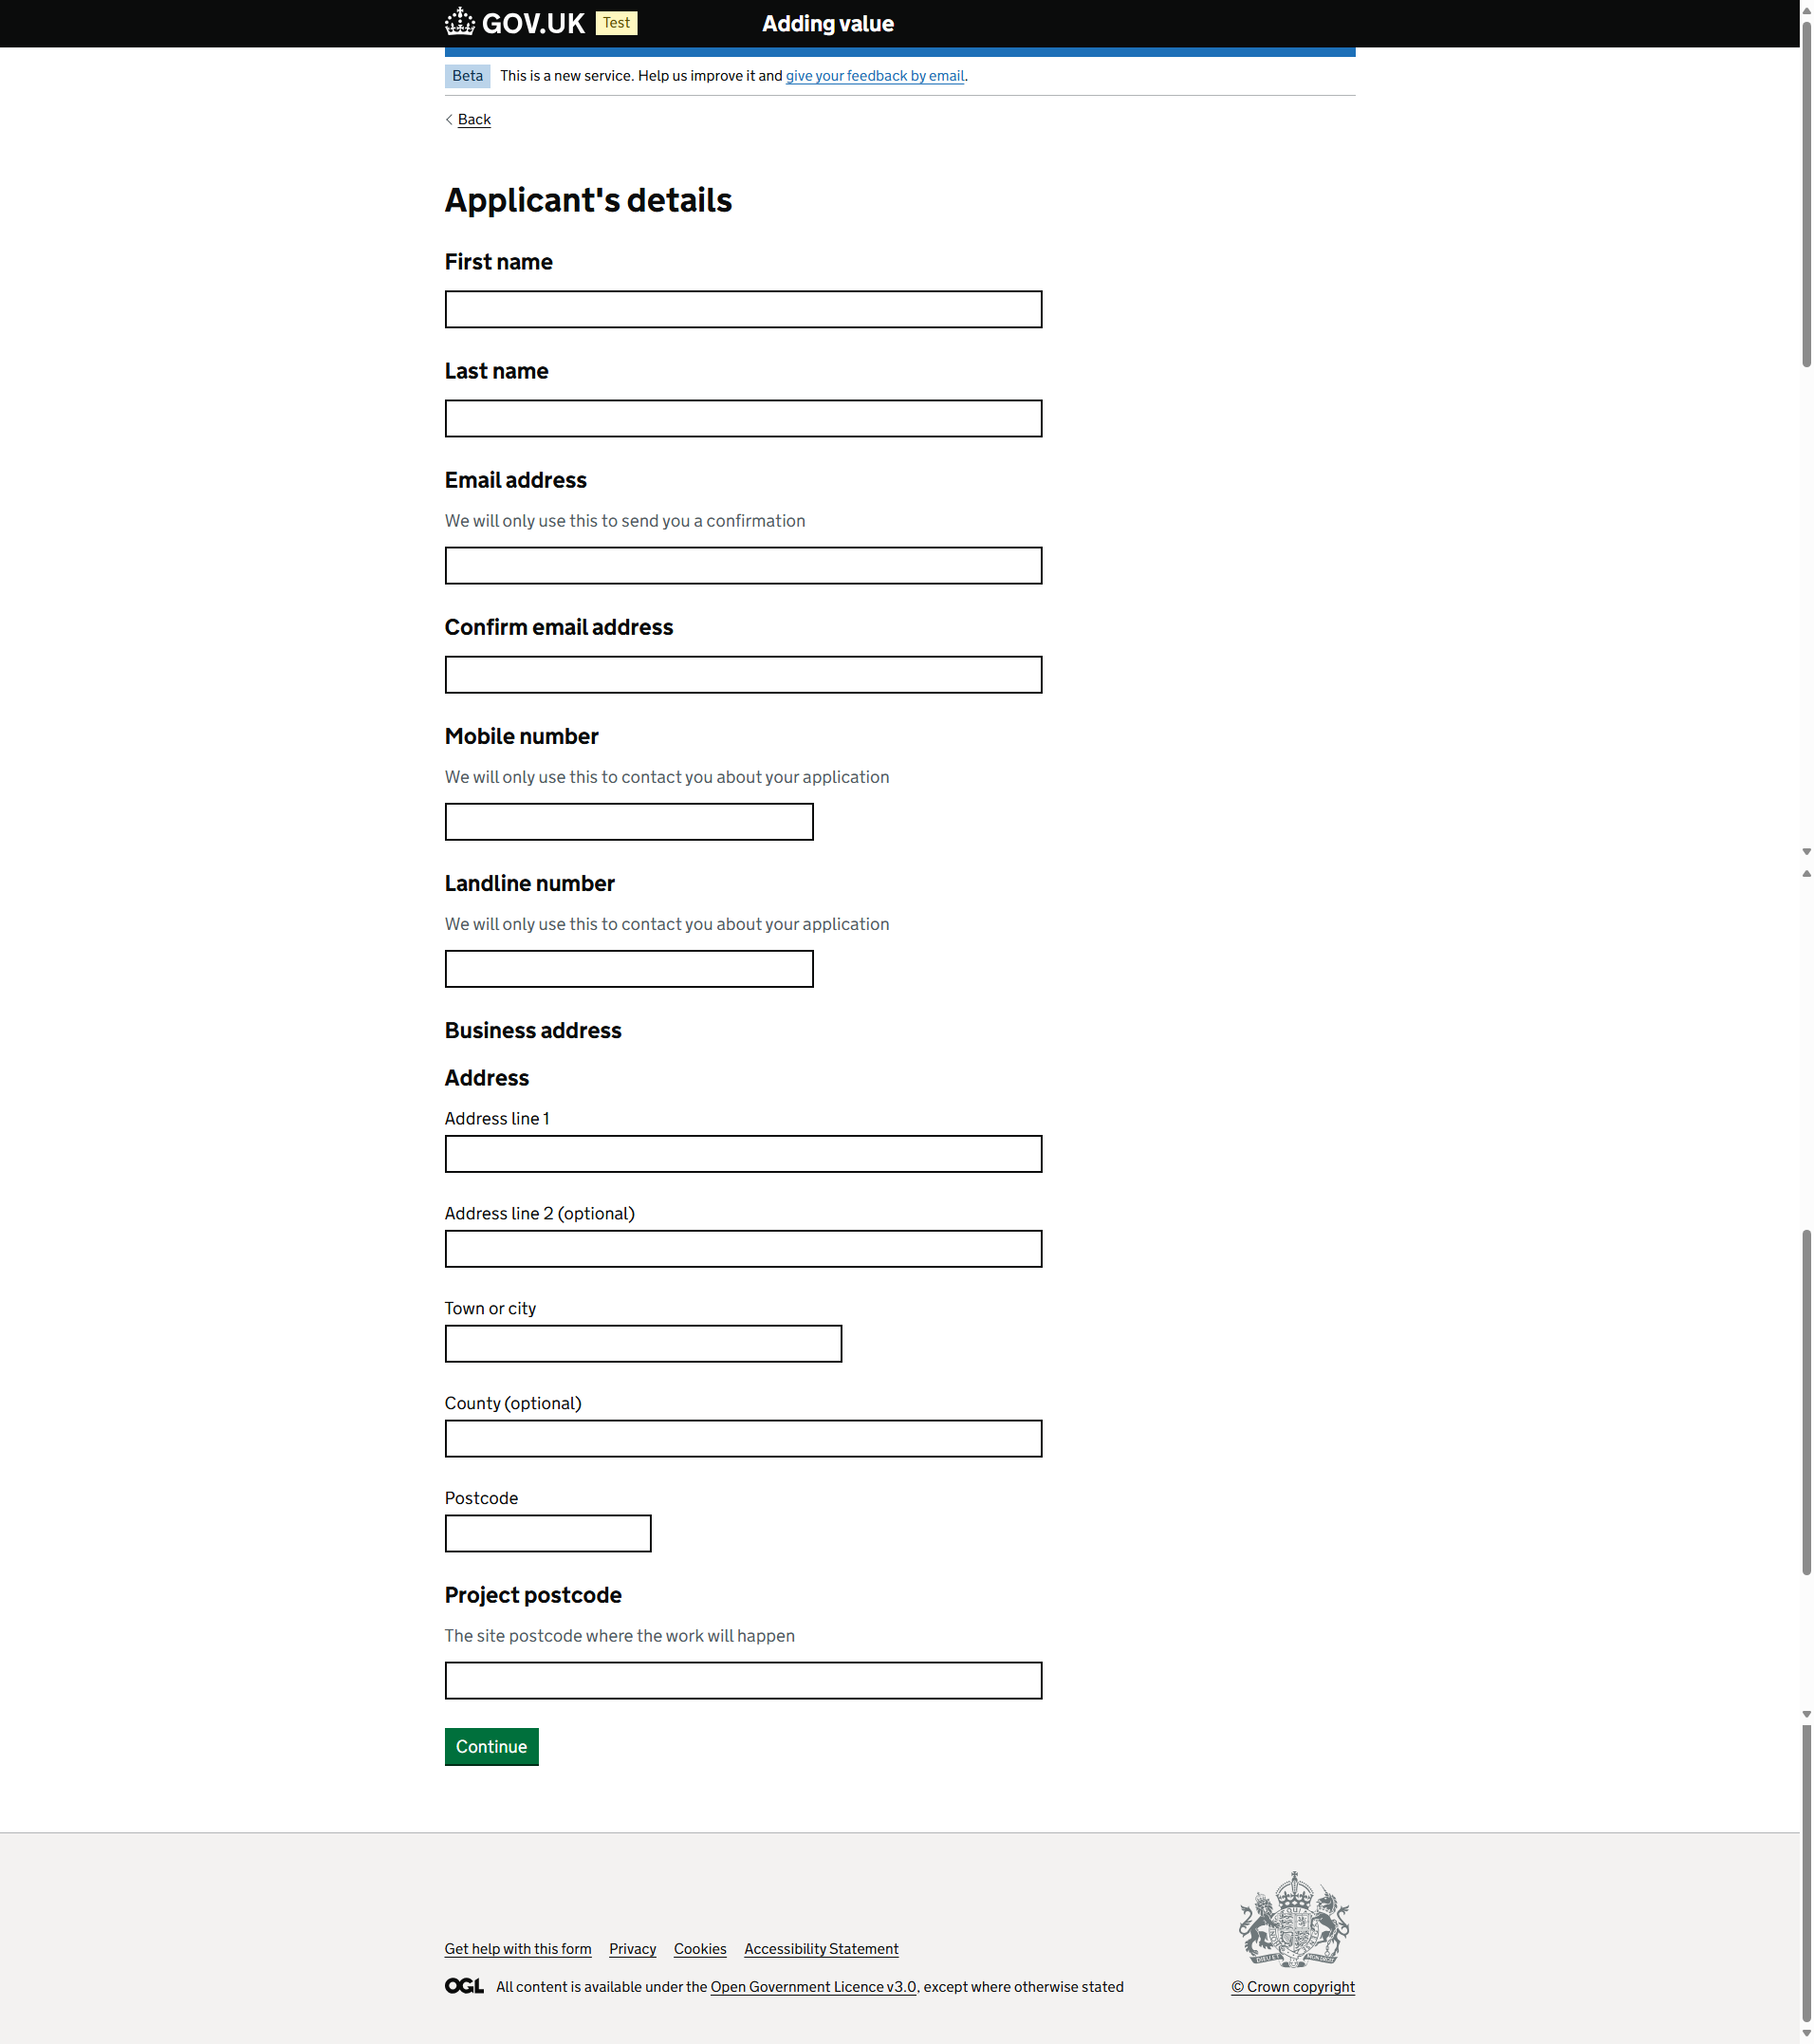 GOV.UK Test Adding value
Beta This is a new service. Help us improve it and give your feedback by email.
Back
Applicant's details
First name
Last name
Email address
We will only use this to send you a confirmation
Confirm email address
Mobile number
We will only use this to contact you about your application
Landline number
We will only use this to contact you about your application
Business address
Address
Address line 1
Address line 2 (optional)
Town or city
County (optional)
Postcode
Project postcode
The site postcode where the work will happen
Continue
Get help with this form Privacy Cookies Accessibility Statement
OGL All content is available under the Open Government Licence v3.0, except where otherwise stated
© Crown copyright